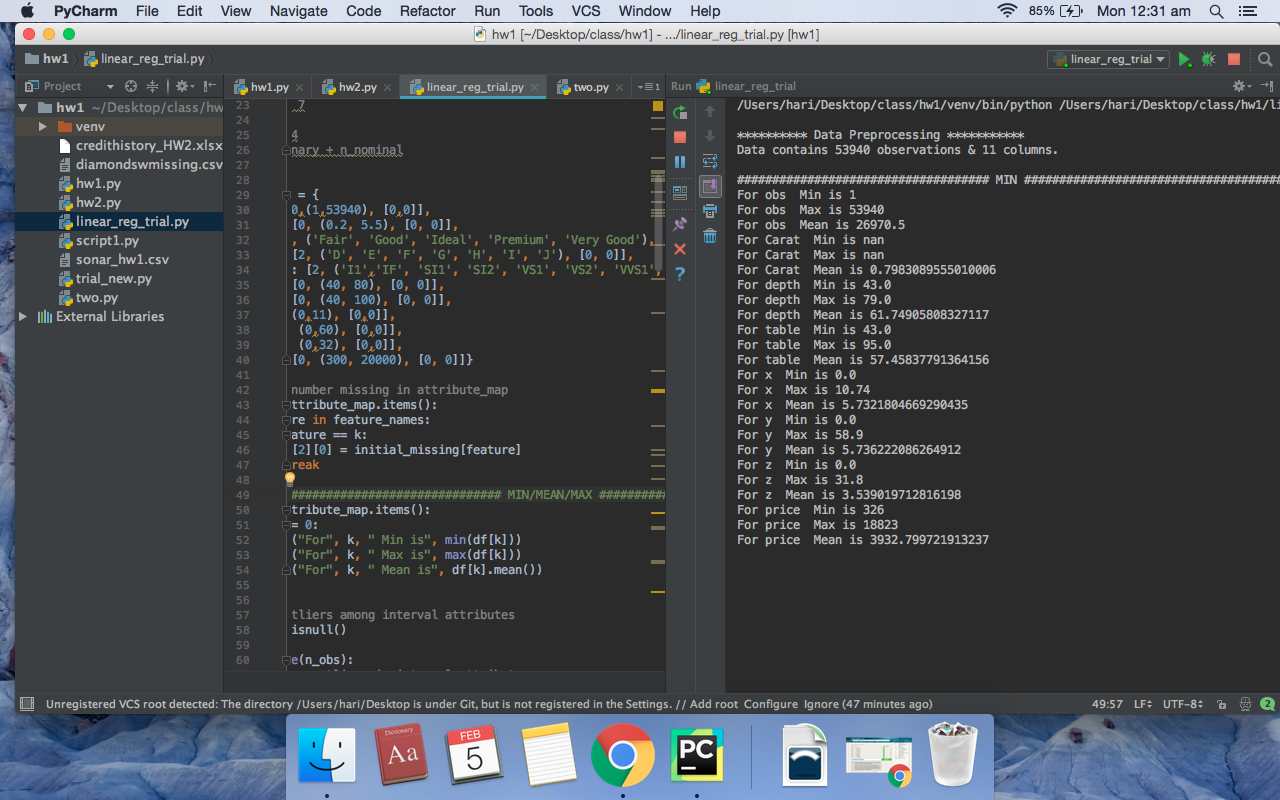 PyCharm File Edit View Navigate Code Refactor Run Tools VCS Window Help 85% Mon 12:31 am
hw1 [~/Desktop/class/hw1] - .../linear_reg_trial.py [hw1]
hw1 linear_reg_trial.py linear_reg_trial
Project
hw1.py hw2.py linear_reg_trial.py two.py 1
Run linear_reg_trial
hw1 ~/Desktop/class/hw
venv
credithistory_HW2.xlsx
diamondswmissing.csv
hw1.py
hw2.py
linear_reg_trial.py
script1.py
sonar_hw1.csv
trial_new.py
two.py
External Libraries
23 7
24
25 4
26 nary + n_nominal
27
28
29 = {
30 0,(1,53940), [0,0]],
31 [0, (0.2, 5.5), [0, 0]],
32 , ('Fair', 'Good', 'Ideal', 'Premium', 'Very Good'),
33 [2, ('D', 'E', 'F', 'G', 'H', 'I', 'J'), [0, 0]],
34 : [2, ('I1','IF', 'SI1', 'SI2', 'VS1', 'VS2', 'VVS1',
35 [0, (40, 80), [0, 0]],
36 [0, (40, 100), [0, 0]],
37 (0,11), [0,0]],
38 (0,60), [0,0]],
39 (0,32), [0,0]],
40 [0, (300, 20000), [0, 0]]}
41
42 number missing in attribute_map
43 ttribute_map.items():
44 re in feature_names:
45 ature == k:
46 [2][0] = initial_missing[feature]
47 reak
48
49 ############################## MIN/MEAN/MAX ##########
50 tribute_map.items():
51 = 0:
52 ("For", k, " Min is", min(df[k]))
53 ("For", k, " Max is", max(df[k]))
54 ("For", k, " Mean is", df[k].mean())
55
56
57 tliers among interval attributes
58 isnull()
59
60 e(n_obs):
/Users/hari/Desktop/class/hw1/venv/bin/python /Users/hari/Desktop/class/hw1/li
********** Data Preprocessing ***********
Data contains 53940 observations & 11 columns.
#################################### MIN #####################################
For obs  Min is 1
For obs  Max is 53940
For obs  Mean is 26970.5
For Carat  Min is nan
For Carat  Max is nan
For Carat  Mean is 0.7983089555010006
For depth  Min is 43.0
For depth  Max is 79.0
For depth  Mean is 61.74905808327117
For table  Min is 43.0
For table  Max is 95.0
For table  Mean is 57.45837791364156
For x  Min is 0.0
For x  Max is 10.74
For x  Mean is 5.7321804669290435
For y  Min is 0.0
For y  Max is 58.9
For y  Mean is 5.736222086264912
For z  Min is 0.0
For z  Max is 31.8
For z  Mean is 3.539019712816198
For price  Min is 326
For price  Max is 18823
For price  Mean is 3932.799721913237
Unregistered VCS root detected: The directory /Users/hari/Desktop is under Git, but is not registered in the Settings. // Add root Configure Ignore (47 minutes ago) 49:57 LF UTF-8 2
Dictionary
Aa
FEB
5
PC